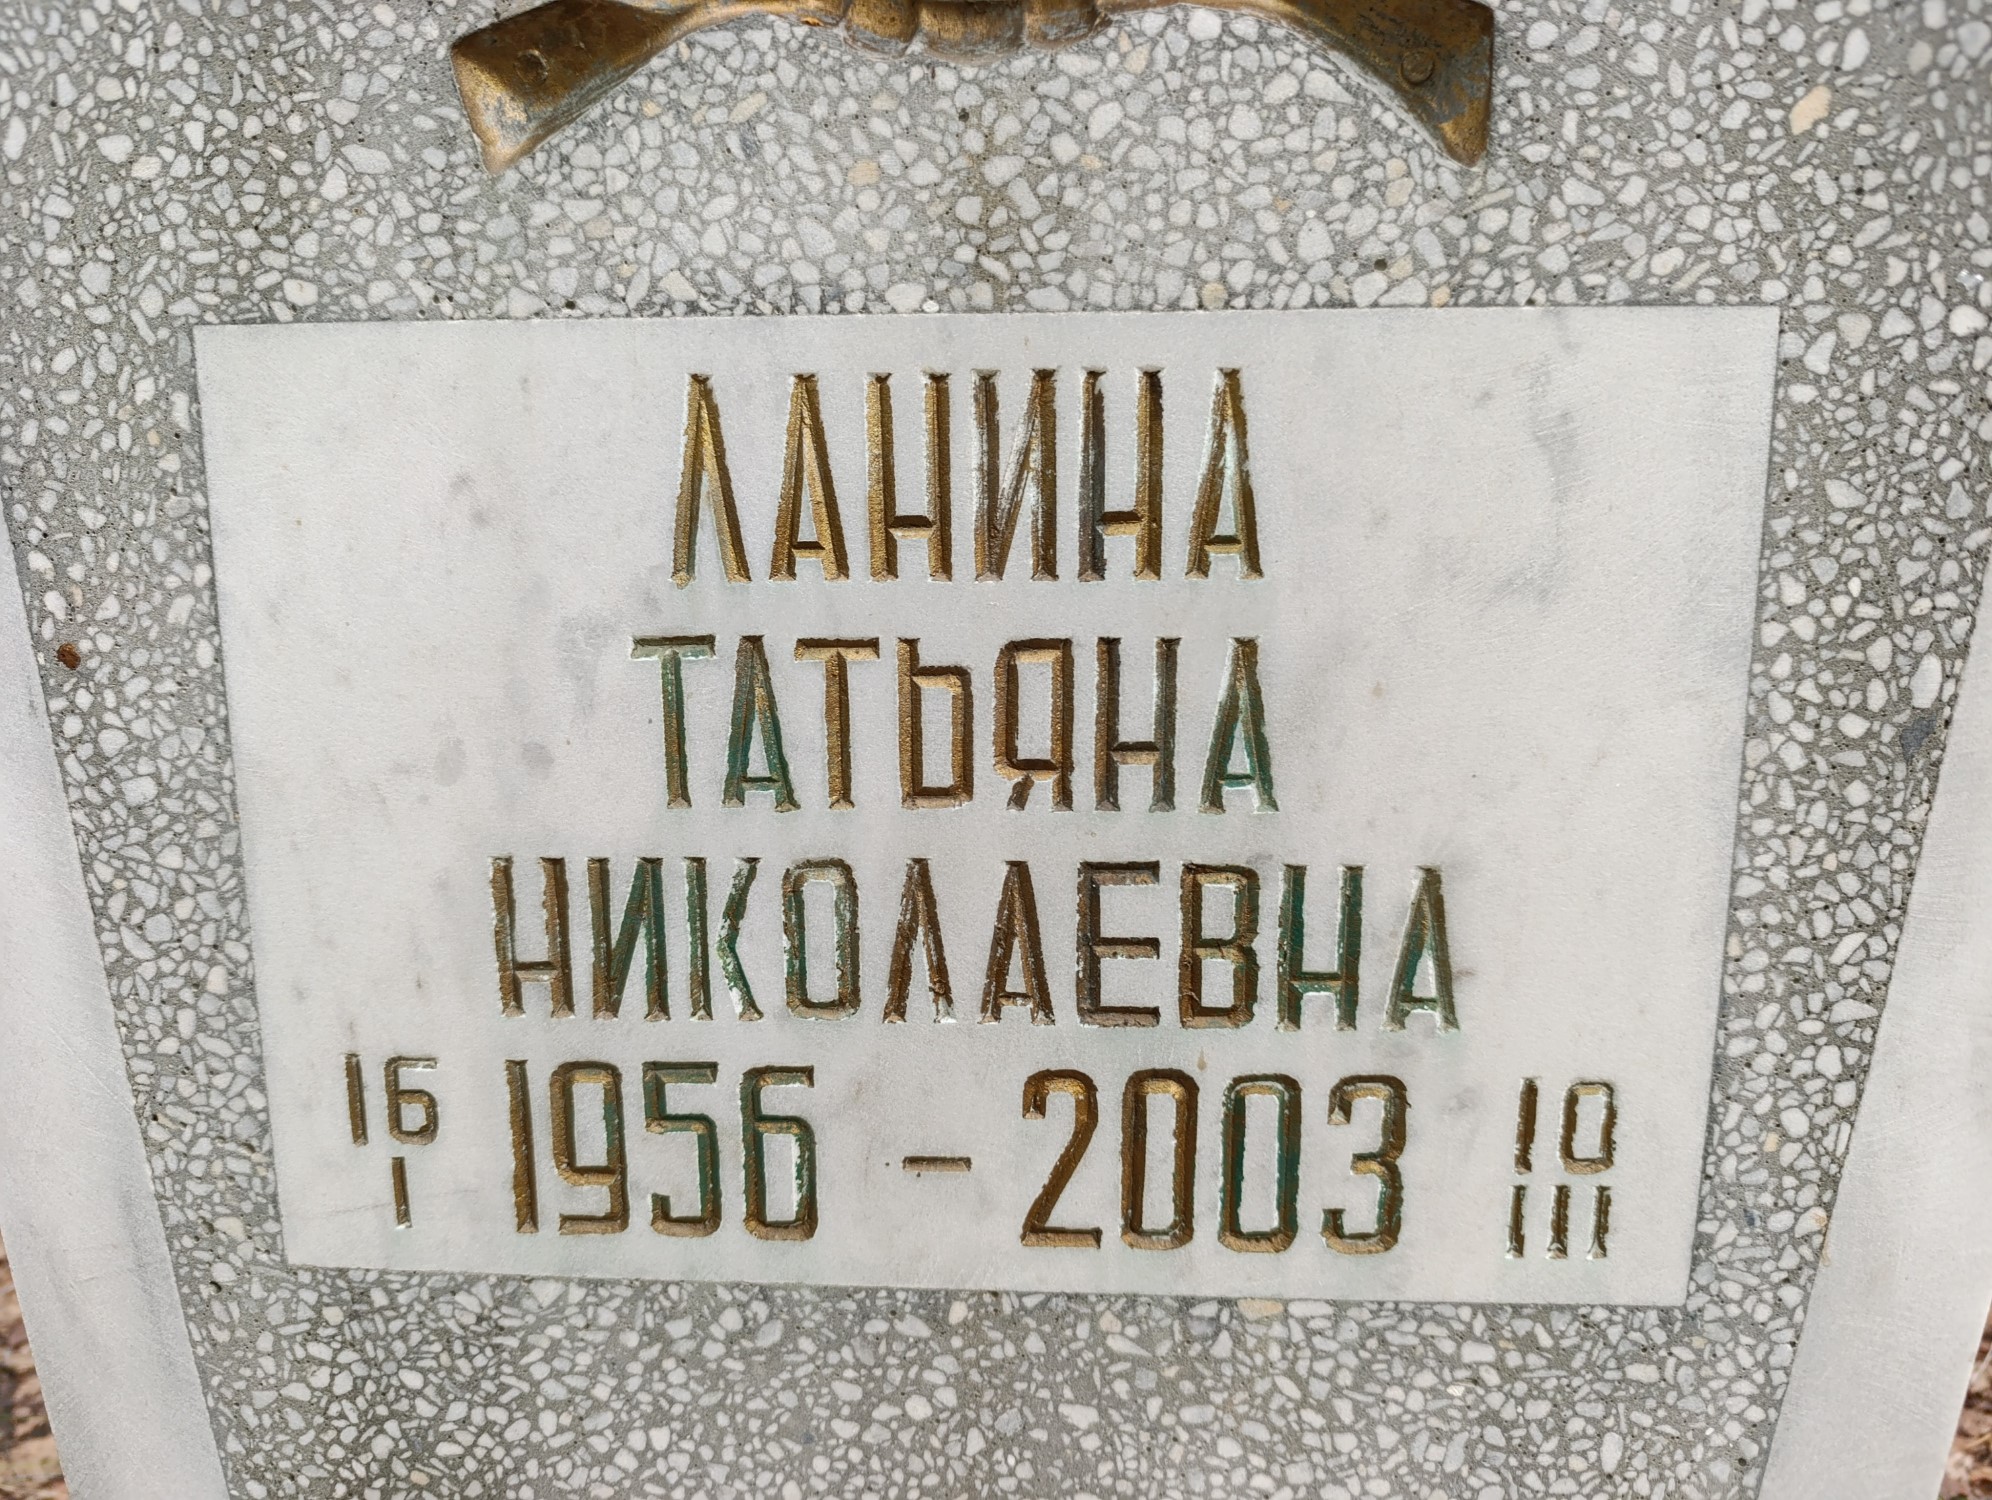 ЛАНИНА
ТАТЬЯНА
НИКОЛАЕВНА
16 1956 - 2003 10
I III